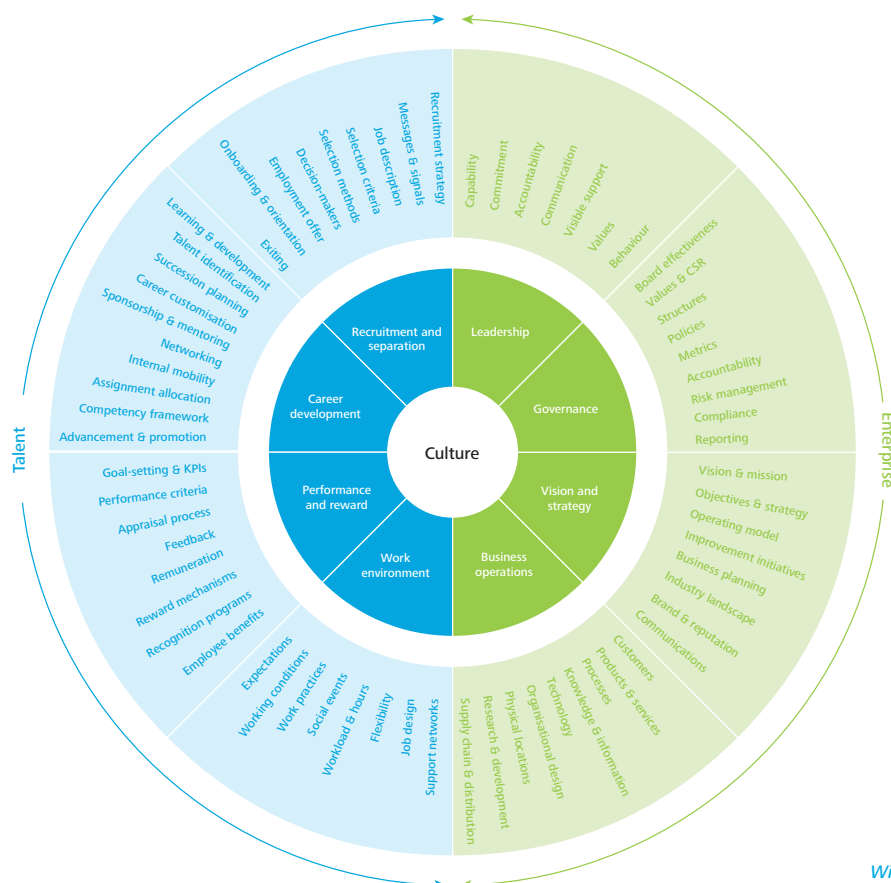 Talent
Enterprise
Culture
Leadership
Governance
Vision and
strategy
Business
operations
Work
environment
Performance
and reward
Career
development
Recruitment and
separation
Capability
Commitment
Accountability
Communication
Visible support
Values
Behaviour
Board effectiveness
Values & CSR
Structures
Policies
Metrics
Accountability
Risk management
Compliance
Reporting
Vision & mission
Objectives & strategy
Operating model
Improvement initiatives
Business planning
Industry landscape
Brand & reputation
Communications
Customers
Products & services
Processes
Knowledge & information
Technology
Organisational design
Physical locations
Research & development
Supply chain & distribution
Support networks
Job design
Flexibility
Workload & hours
Social events
Work practices
Working conditions
Expectations
Employee benefits
Recognition programs
Reward mechanisms
Remuneration
Feedback
Appraisal process
Performance criteria
Goal-setting & KPIs
Advancement & promotion
Competency framework
Assignment allocation
Internal mobility
Networking
Sponsorship & mentoring
Career customisation
Succession planning
Talent identification
Learning & development
Exiting
Onboarding & orientation
Employment offer
Decision-makers
Selection methods
Selection criteria
Job description
Messages & signals
Recruitment strategy